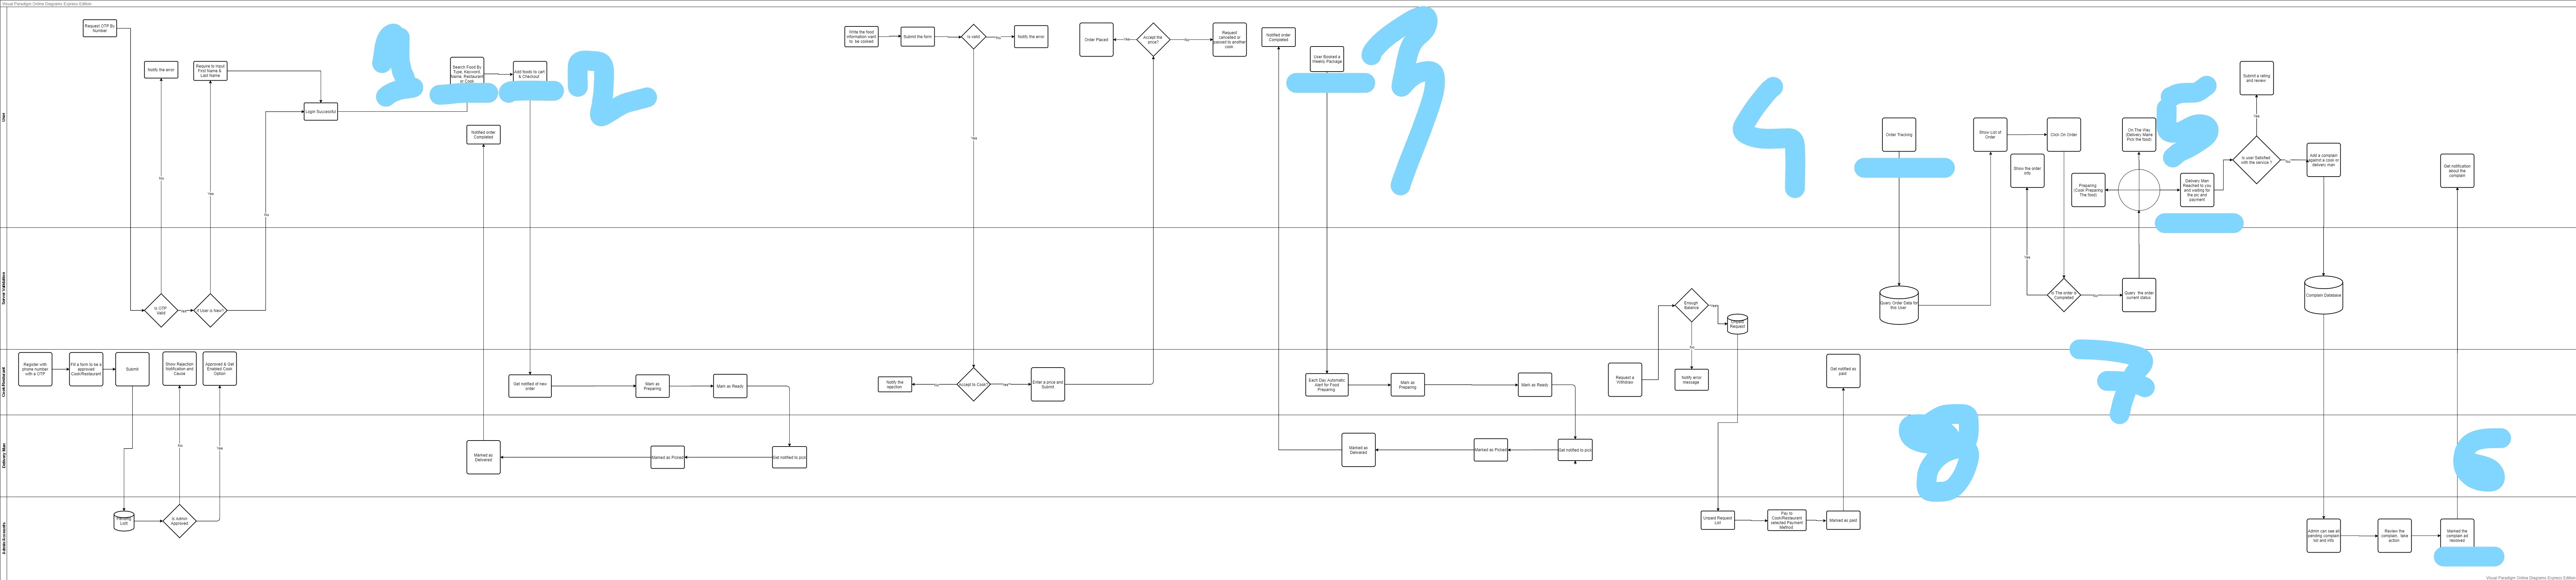 Visual Paradigm Online Diagrams Express Edition
User
Request OTP By
Number
Notify the error
Require to Input
First Name &
Last Name
Login Successful
No
Yes
No
1
Search Food By
Type, Keyword,
Name, Restaurant
or Cook
Add foods to cart
& Checkout
2
Notified order
Completed
Write the food
information want
to be cooked
Submit the form
Is valid
No
Notify the error
Yes
Order Placed
Yes
Accept the
price?
No
Request
cancelled or
passed to another
cook
Notified order
Completed
User Booked a
Weekly Package
3
4
Order Tracking
Show List of
Order
Click On Order
Show the order
info
On The Way
(Delivery Mane
Pick the food)
Preparing
(Cook Preparing
The food)
Delivery Man
Reached to you
and waiting for
the pic and
payment
5
Submit a rating
and review
Yes
Is user Satisfied
with the service ?
No
Add a complain
against a cook or
delivery man
Get notification
about the
complain
Server Validation
Is OTP
Valid
Yes
If User is New?
Enough
Balance
Yes
Unpaid
Request
No
Query Order Data for
this User
Yes
Is The order is
Completed
No
Query the order
current status
Complain Database
Cook/Resturant
Register with
phone number
with a OTP
Fill a form to be a
approved
Cook/Restaurant
Submit
Show Rejection
Notification and
Cause
Approved & Get
Enabled Cook
Option
Get notified of new
order
Mark as
Preparing
Mark as Ready
Notify the
rejection
No
Accept to Cook?
Yes
Enter a price and
Submit
Each Day Automatic
Alert for Food
Preparing
Mark as
Preparing
Mark as Ready
Request a
Withdraw
Notify error
message
Get notified as
paid
7
Delivery Man
No
Yes
Marked as
Delivered
Marked as Picked
Get notified to pick
Marked as
Delivered
Marked as Picked
Get notified to pick
8
6
Admin/Accounts
Pending
List
Is Admin
Approved
Unpaid Request
List
Pay to
Cook/Restaurant
selected Payment
Method
Marked as paid
Admin can see all
pending complain
list and info
Review the
complain, take
action
Marked the
complain ad
resolved
Visual Paradigm Online Diagrams Express Edition